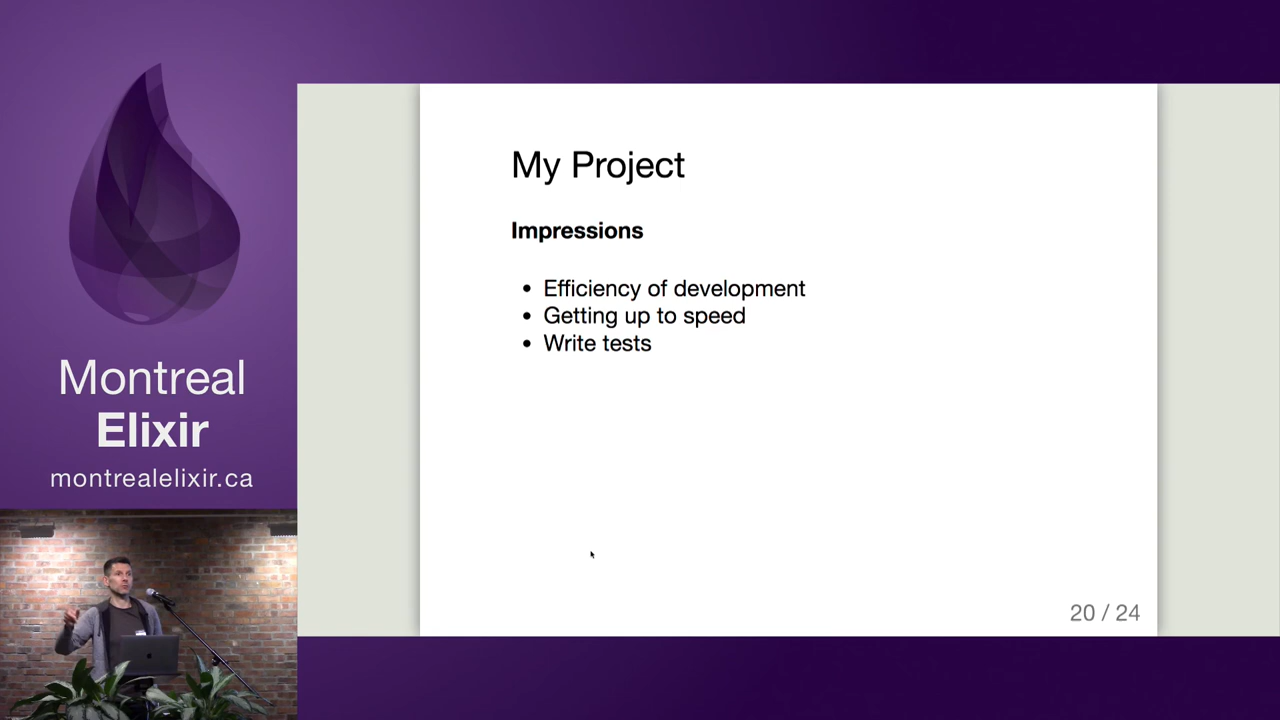 Montreal
Elixir
montrealelixir.ca
My Project
Impressions
• Efficiency of development
• Getting up to speed
• Write tests
20 / 24